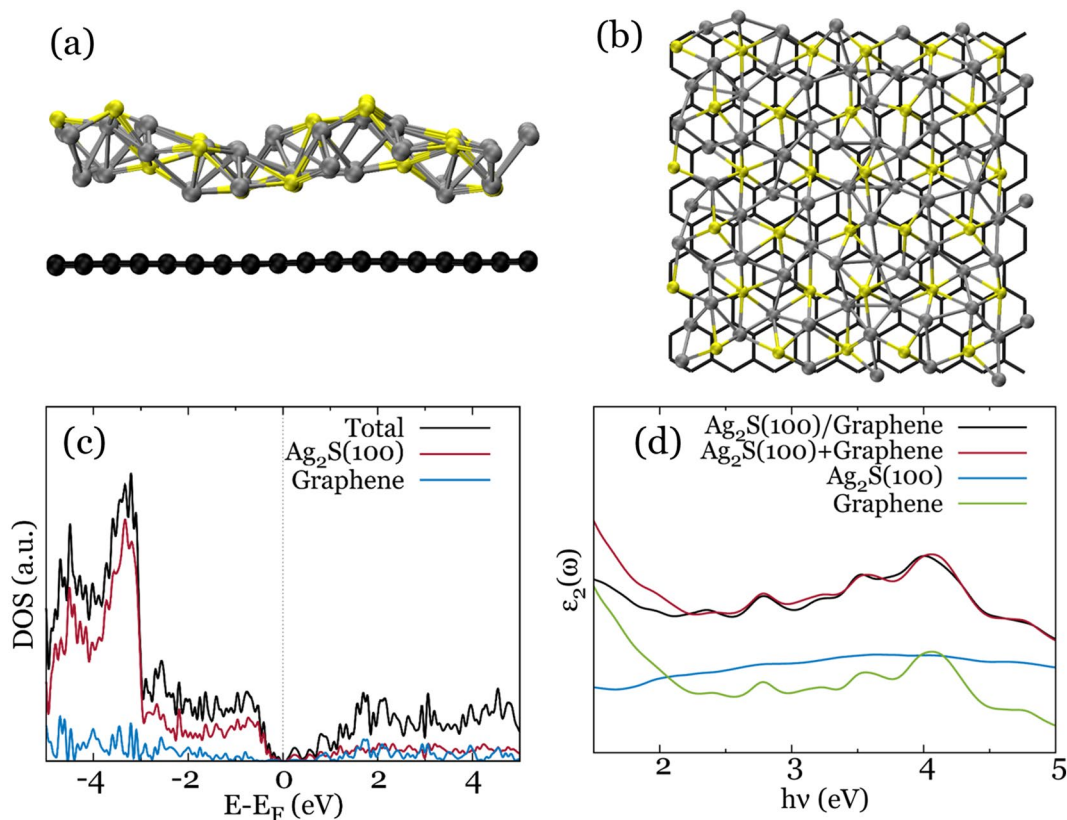 (a)
(b)
(c)
Total
Ag₂S(100)
Graphene
DOS (a.u.)
-4
-2
0
2
4
E-E_F (eV)
(d)
Ag₂S(100)/Graphene
Ag₂S(100)+Graphene
Ag₂S(100)
Graphene
ε₂(ω)
2
3
4
5
hν (eV)